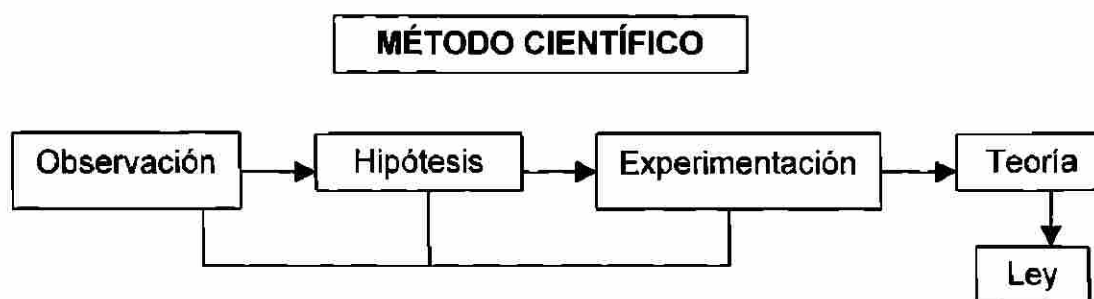 MÉTODO CIENTÍFICO
Observación
Hipótesis
Experimentación
Teoría
Ley